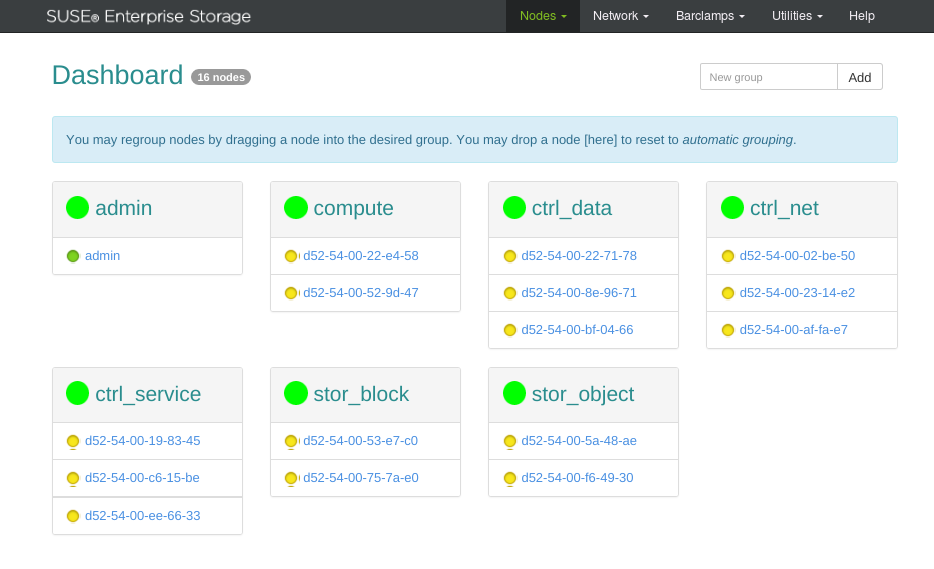 SUSE® Enterprise Storage
Nodes Network Barclamps Utilities Help
Dashboard 16 nodes
New group Add
You may regroup nodes by dragging a node into the desired group. You may drop a node [here] to reset to automatic grouping.
admin
admin
compute
d52-54-00-22-e4-58
d52-54-00-52-9d-47
ctrl_data
d52-54-00-22-71-78
d52-54-00-8e-96-71
d52-54-00-bf-04-66
ctrl_net
d52-54-00-02-be-50
d52-54-00-23-14-e2
d52-54-00-af-fa-e7
ctrl_service
d52-54-00-19-83-45
d52-54-00-c6-15-be
d52-54-00-ee-66-33
stor_block
d52-54-00-53-e7-c0
d52-54-00-75-7a-e0
stor_object
d52-54-00-5a-48-ae
d52-54-00-f6-49-30